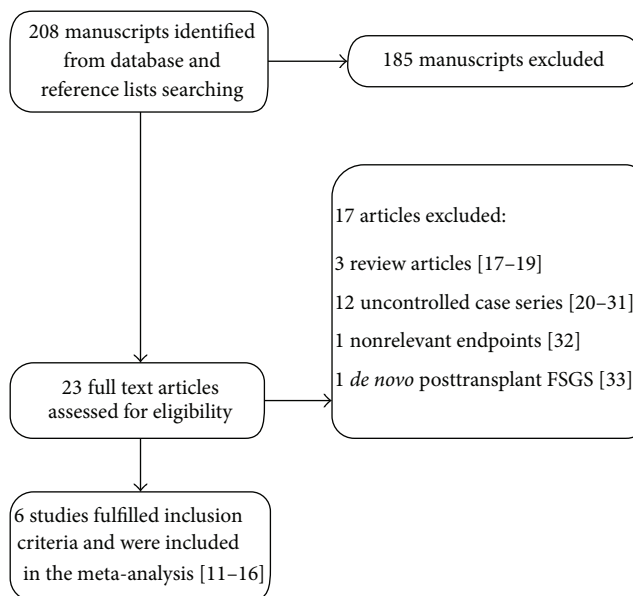 208 manuscripts identified
from database and
reference lists searching
185 manuscripts excluded
17 articles excluded:
3 review articles [17–19]
12 uncontrolled case series [20–31]
1 nonrelevant endpoints [32]
1 de novo posttransplant FSGS [33]
23 full text articles
assessed for eligibility
6 studies fulfilled inclusion
criteria and were included
in the meta-analysis [11–16]